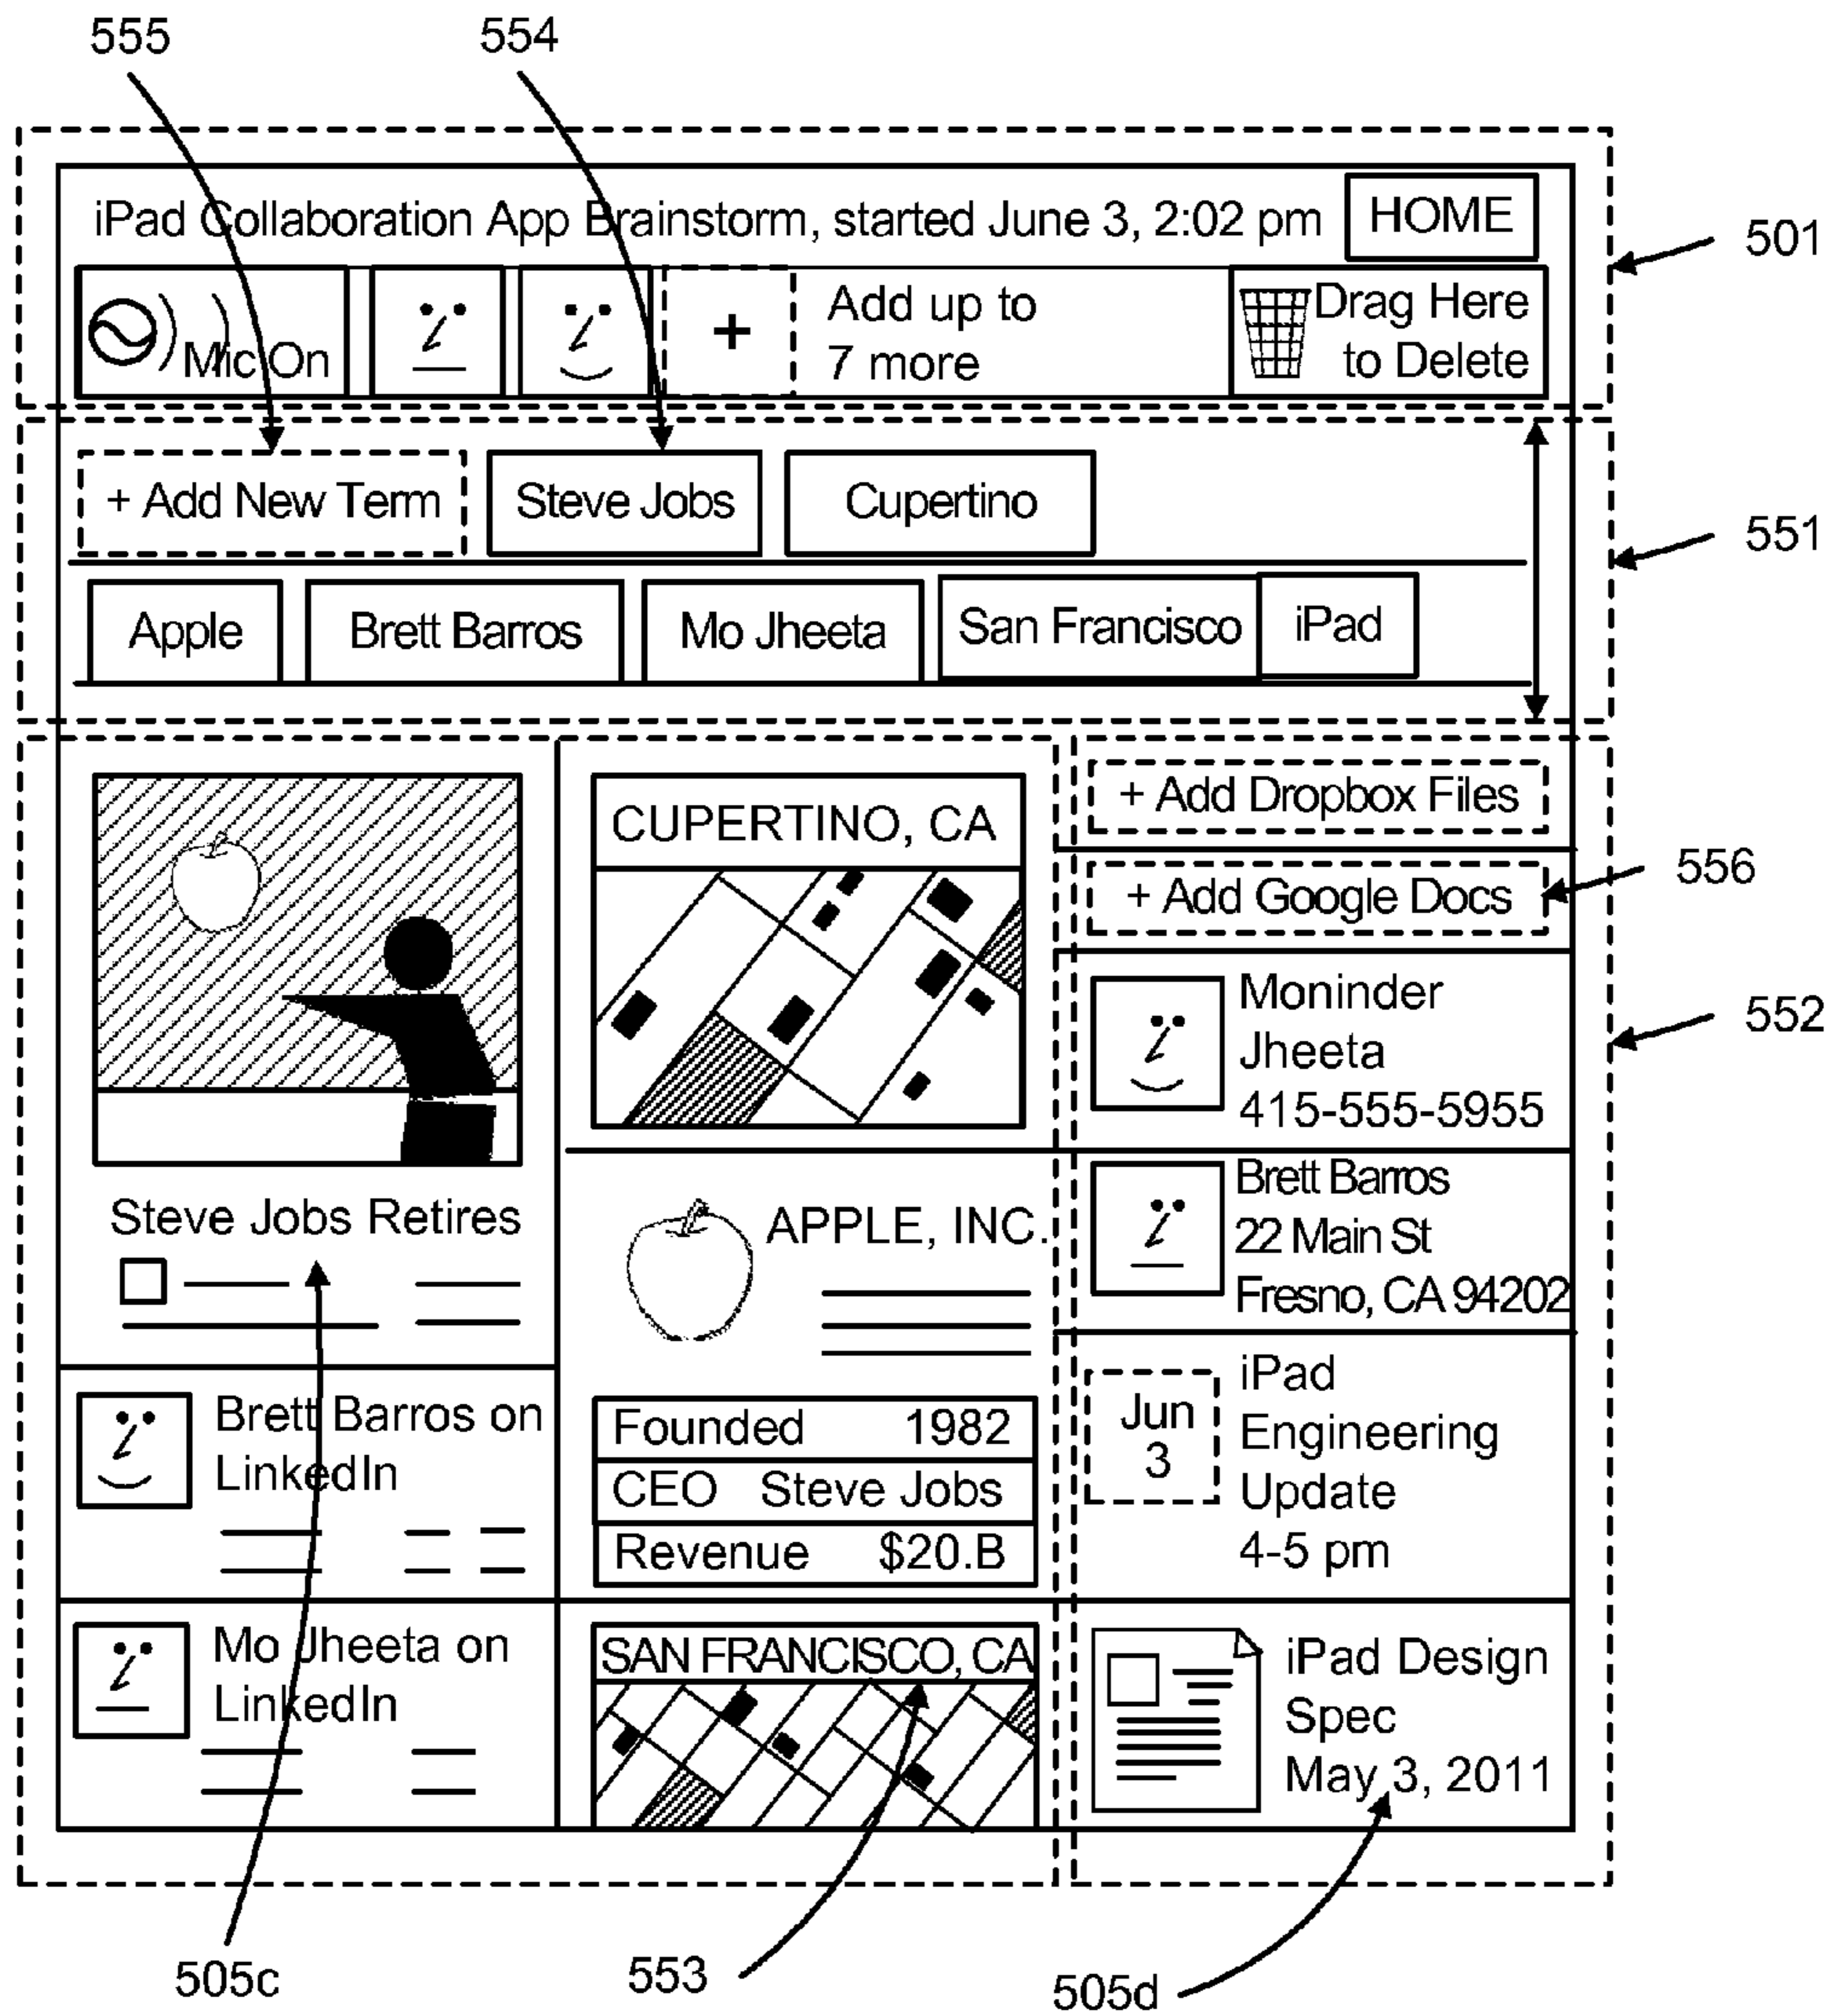 555
554
iPad Collaboration App Brainstorm, started June 3, 2:02 pm
HOME
501
Mic On
+
Add up to
7 more
Drag Here
to Delete
+ Add New Term
Steve Jobs
Cupertino
551
Apple
Brett Barros
Mo Jheeta
San Francisco
iPad
CUPERTINO, CA
+ Add Dropbox Files
+ Add Google Docs
556
Moninder
Jheeta
415-555-5955
552
Steve Jobs Retires
APPLE, INC.
Brett Barros
22 Main St
Fresno, CA 94202
Brett Barros on
LinkedIn
Founded 1982
CEO Steve Jobs
Revenue $20.B
Jun
3
iPad
Engineering
Update
4-5 pm
Mo Jheeta on
LinkedIn
SAN FRANCISCO, CA
iPad Design
Spec
May 3, 2011
505c
553
505d